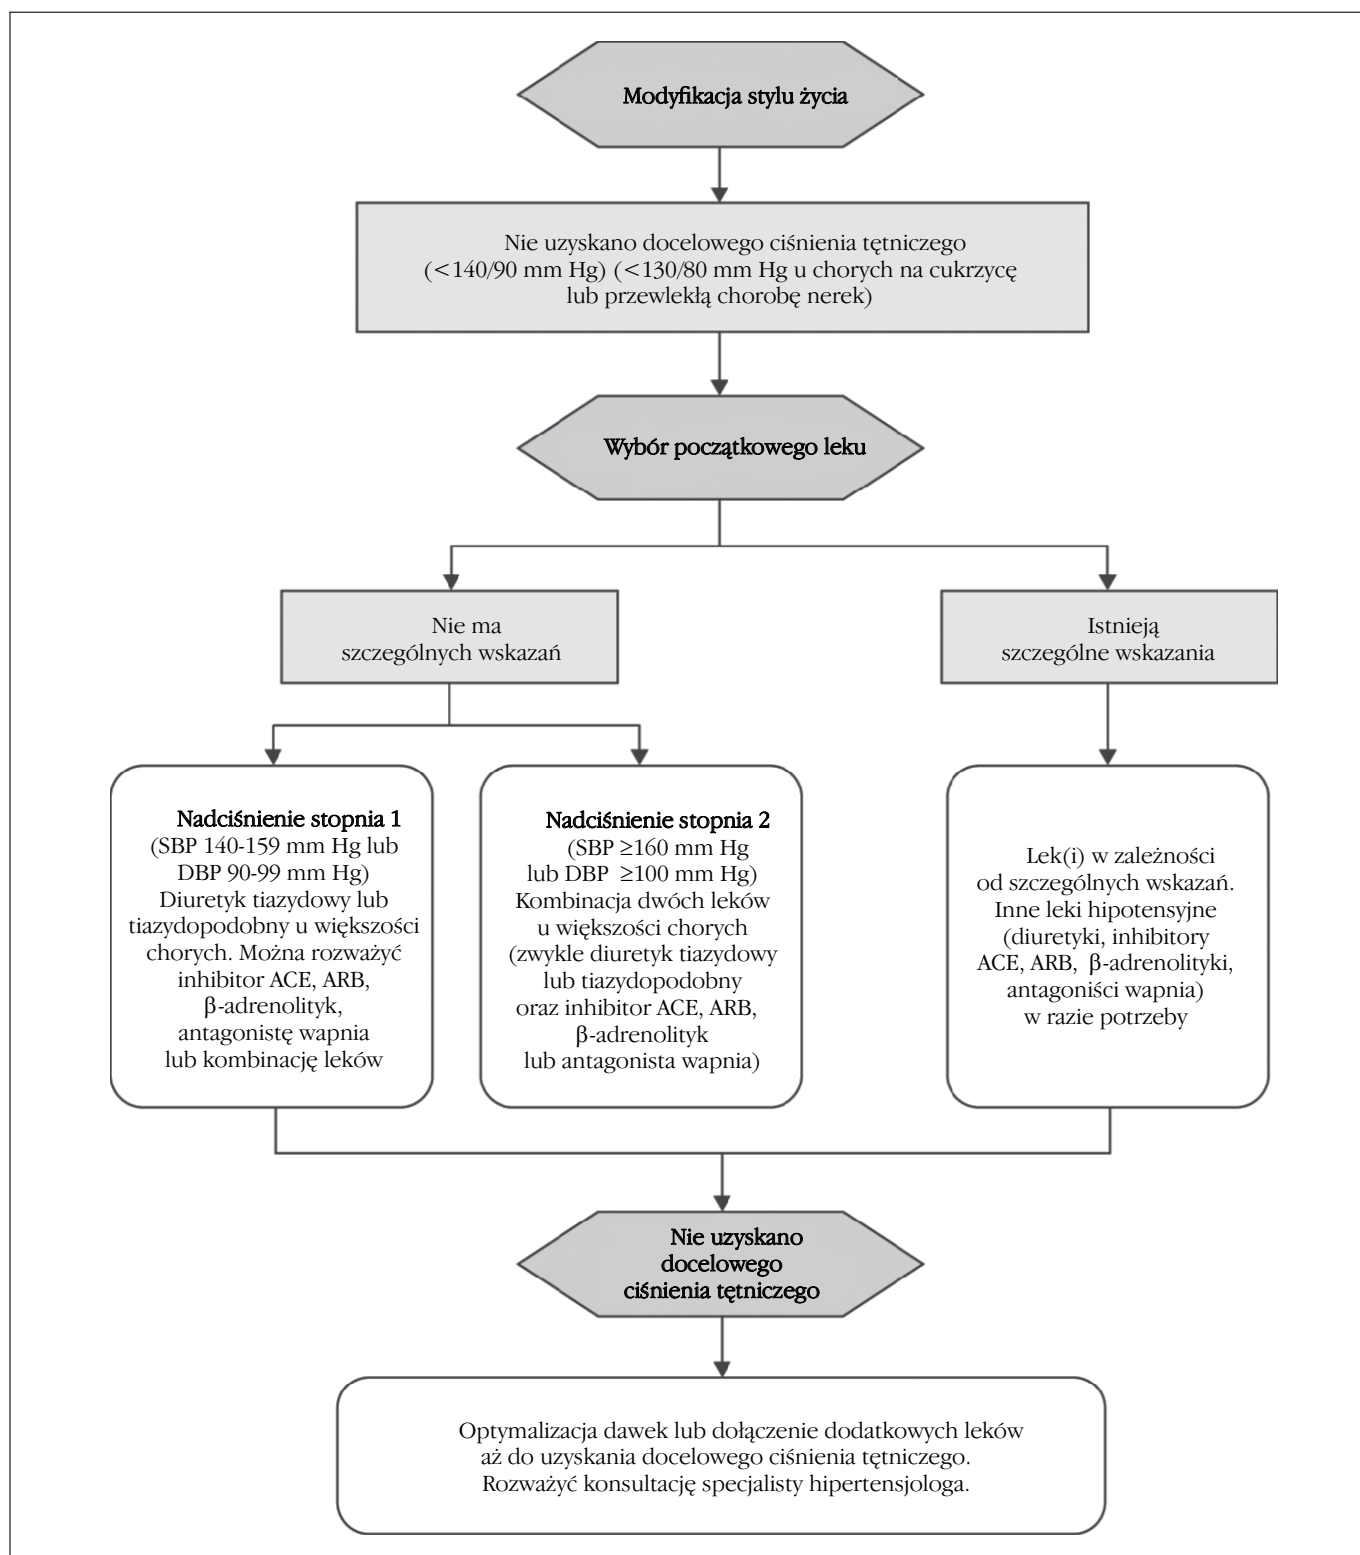 Modyfikacja stylu życia
Nie uzyskano docelowego ciśnienia tętniczego
(<140/90 mm Hg) (<130/80 mm Hg u chorych na cukrzycę
lub przewlekłą chorobę nerek)
Wybór początkowego leku
Nie ma
szczególnych wskazań
Istnieją
szczególne wskazania
Nadciśnienie stopnia 1
(SBP 140-159 mm Hg lub
DBP 90-99 mm Hg)
Diuretyk tiazydowy lub
tiazydopodobny u większości
chorych. Można rozważyć
inhibitor ACE, ARB,
β-adrenolityk,
antagonistę wapnia
lub kombinację leków
Nadciśnienie stopnia 2
(SBP ≥160 mm Hg
lub DBP ≥100 mm Hg)
Kombinacja dwóch leków
u większości chorych
(zwykle diuretyk tiazydowy
lub tiazydopodobny
oraz inhibitor ACE, ARB,
β-adrenolityk
lub antagonista wapnia)
Lek(i) w zależności
od szczególnych wskazań.
Inne leki hipotensyjne
(diuretyki, inhibitory
ACE, ARB, β-adrenolityki,
antagoniści wapnia)
w razie potrzeby
Nie uzyskano
docelowego
ciśnienia tętniczego
Optymalizacja dawek lub dołączenie dodatkowych leków
aż do uzyskania docelowego ciśnienia tętniczego.
Rozważyć konsultację specjalisty hipertensjologa.